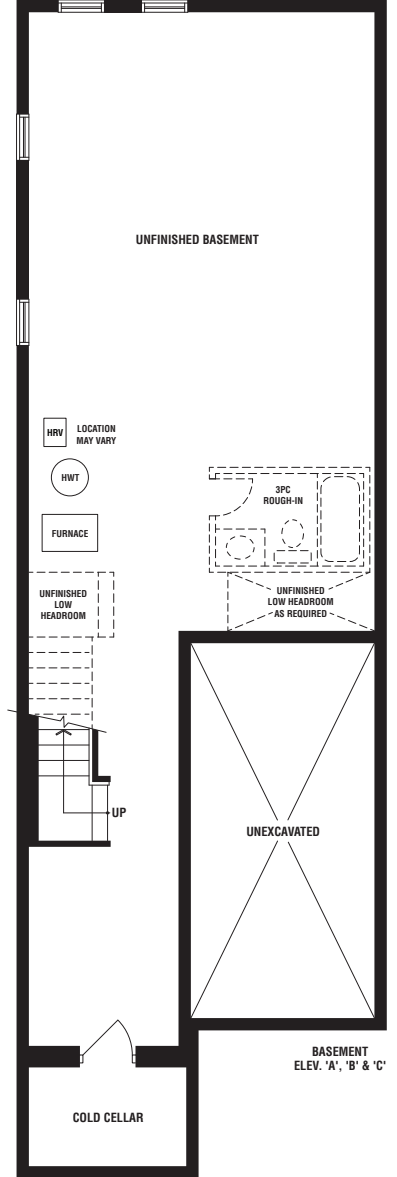 UNFINISHED BASEMENT
HRV
LOCATION
MAY VARY
HWT
3PC
ROUGH-IN
FURNACE
UNFINISHED
LOW
HEADROOM
UNFINISHED
LOW HEADROOM
AS REQUIRED
UP
UNEXCAVATED
BASEMENT
ELEV. 'A', 'B' & 'C'
COLD CELLAR